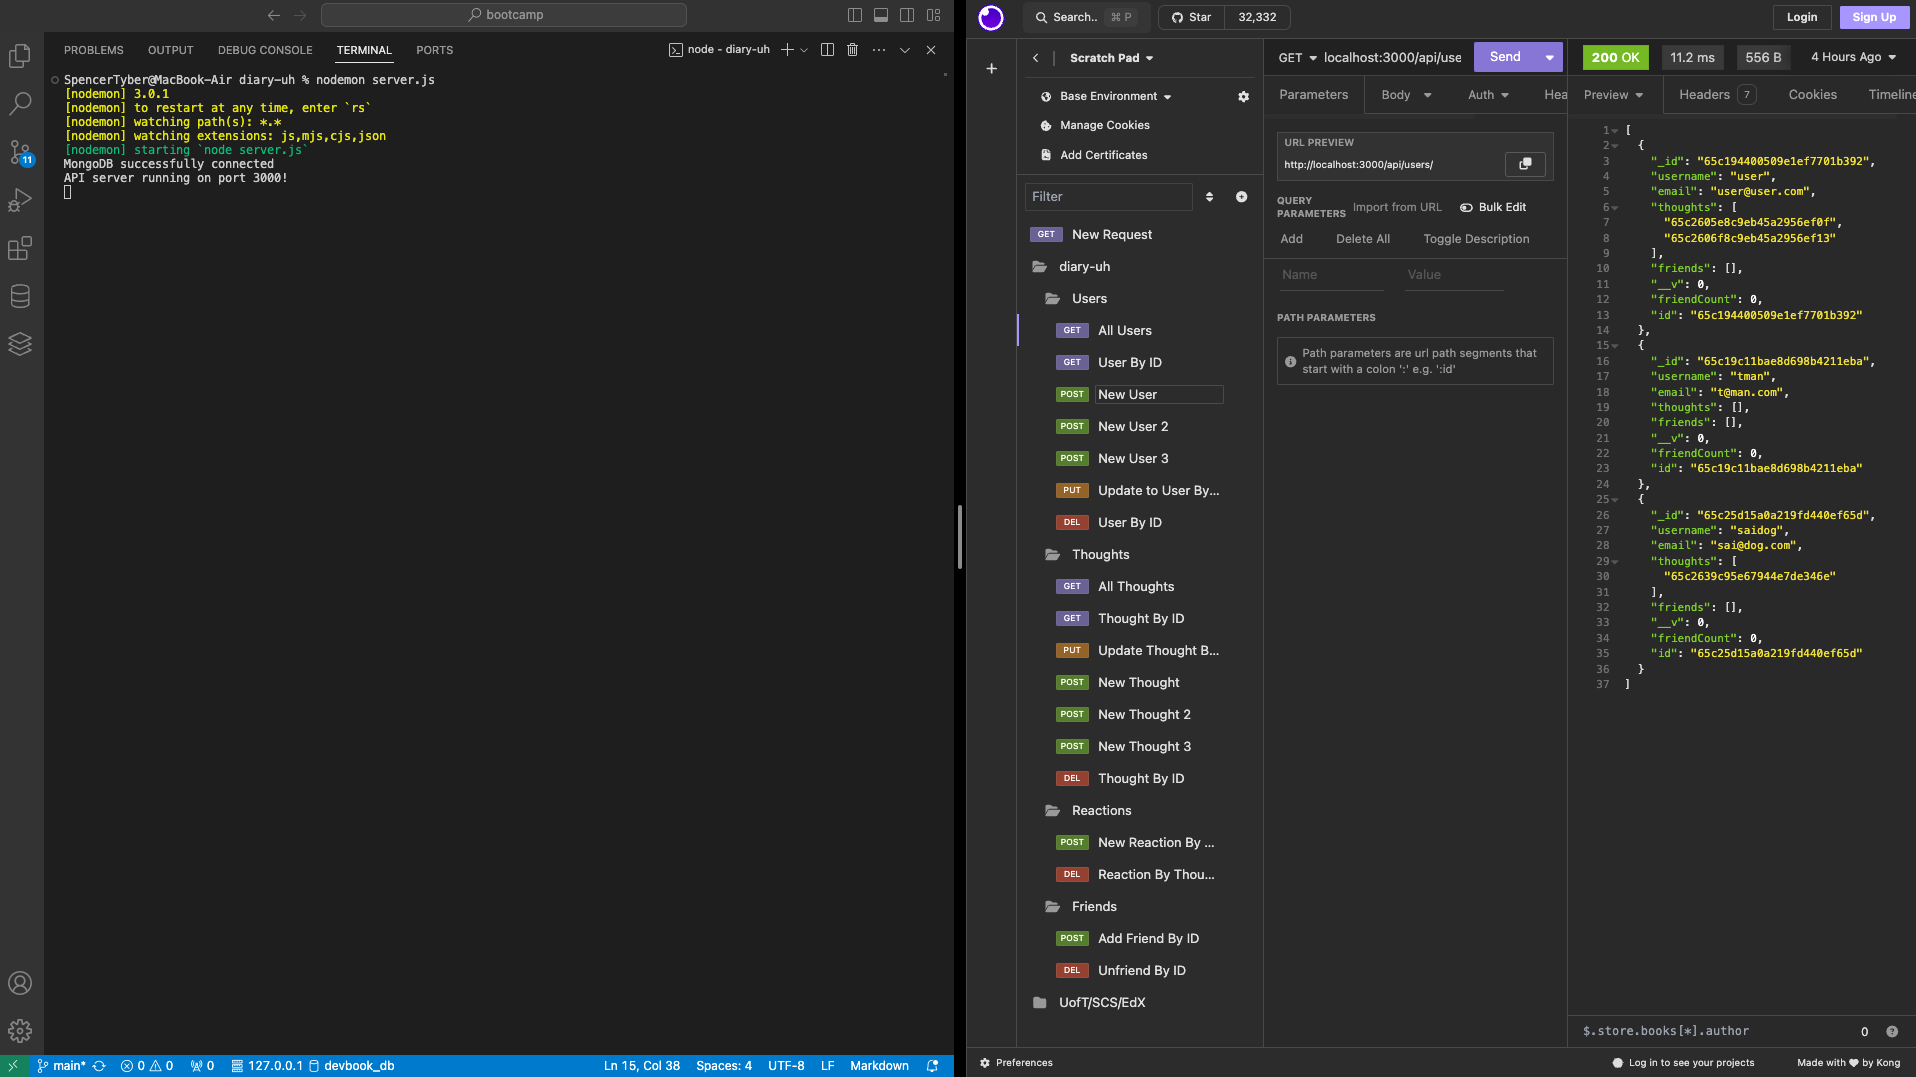 bootcamp
PROBLEMS OUTPUT DEBUG CONSOLE TERMINAL PORTS
node - diary-uh
SpencerTyber@MacBook-Air diary-uh % nodemon server.js
[nodemon] 3.0.1
[nodemon] to restart at any time, enter `rs`
[nodemon] watching path(s): *.*
[nodemon] watching extensions: js,mjs,cjs,json
[nodemon] starting `node server.js`
MongoDB successfully connected
API server running on port 3000!
11
main* 0 0 0 127.0.0.1 devbook_db
Ln 15, Col 38 Spaces: 4 UTF-8 LF Markdown
Search.. ⌘ P Star 32,332 Login Sign Up
Scratch Pad
Base Environment
Manage Cookies
Add Certificates
Filter
GET New Request
diary-uh
Users
GET All Users
GET User By ID
POST New User
POST New User 2
POST New User 3
PUT Update to User By...
DEL User By ID
Thoughts
GET All Thoughts
GET Thought By ID
PUT Update Thought B...
POST New Thought
POST New Thought 2
POST New Thought 3
DEL Thought By ID
Reactions
POST New Reaction By ...
DEL Reaction By Thou...
Friends
POST Add Friend By ID
DEL Unfriend By ID
UofT/SCS/EdX
Preferences
GET localhost:3000/api/use Send
Parameters Body Auth Hea
URL PREVIEW
http://localhost:3000/api/users/
QUERY PARAMETERS Import from URL Bulk Edit
Add Delete All Toggle Description
Name Value
PATH PARAMETERS
Path parameters are url path segments that
start with a colon ':' e.g. ':id'
200 OK 11.2 ms 556 B 4 Hours Ago
Preview Headers 7 Cookies Timeline
1 [
2 {
3 "_id": "65c194400509e1ef7701b392",
4 "username": "user",
5 "email": "user@user.com",
6 "thoughts": [
7 "65c2605e8c9eb45a2956ef0f",
8 "65c2606f8c9eb45a2956ef13"
9 ],
10 "friends": [],
11 "__v": 0,
12 "friendCount": 0,
13 "id": "65c194400509e1ef7701b392"
14 },
15 {
16 "_id": "65c19c11bae8d698b4211eba",
17 "username": "tman",
18 "email": "t@man.com",
19 "thoughts": [],
20 "friends": [],
21 "__v": 0,
22 "friendCount": 0,
23 "id": "65c19c11bae8d698b4211eba"
24 },
25 {
26 "_id": "65c25d15a0a219fd440ef65d",
27 "username": "saidog",
28 "email": "sai@dog.com",
29 "thoughts": [
30 "65c2639c95e67944e7de346e"
31 ],
32 "friends": [],
33 "__v": 0,
34 "friendCount": 0,
35 "id": "65c25d15a0a219fd440ef65d"
36 }
37 ]
$.store.books[*].author 0
Log in to see your projects Made with ♥ by Kong